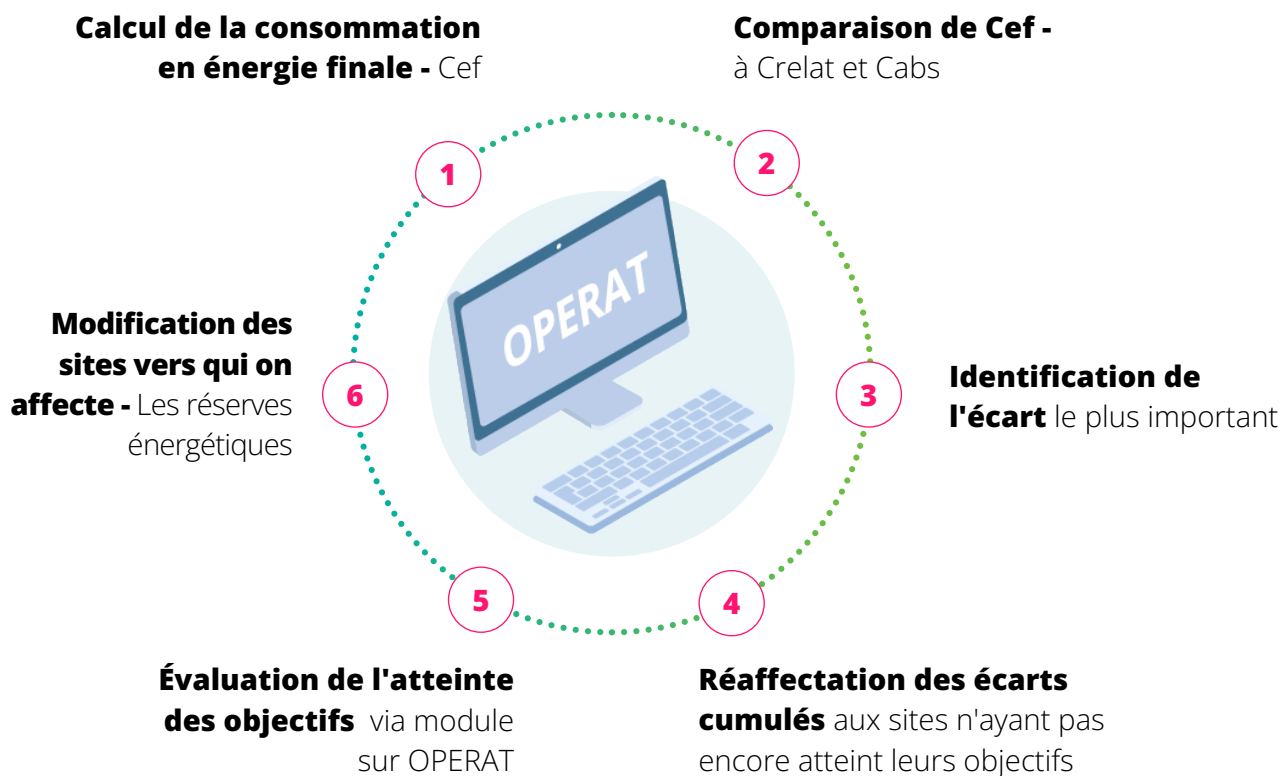 Calcul de la consommation
en énergie finale - Cef
1
Comparaison de Cef -
à Crelat et Cabs
2
Identification de
l'écart le plus important
3
Réaffectation des écarts
cumulés aux sites n'ayant pas
encore atteint leurs objectifs
4
Évaluation de l'atteinte
des objectifs via module
sur OPERAT
5
Modification des
sites vers qui on
affecte - Les réserves
énergétiques
6
OPERAT